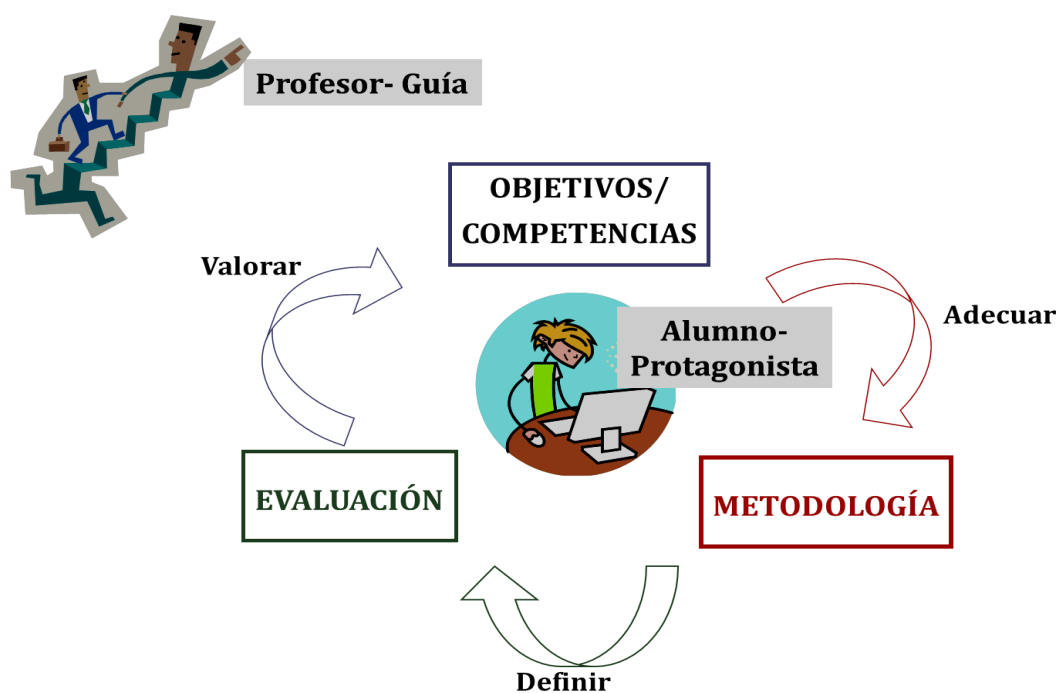 Profesor- Guía
OBJETIVOS/
COMPETENCIAS
Valorar
Adecuar
Alumno-
Protagonista
EVALUACIÓN
METODOLOGÍA
Definir